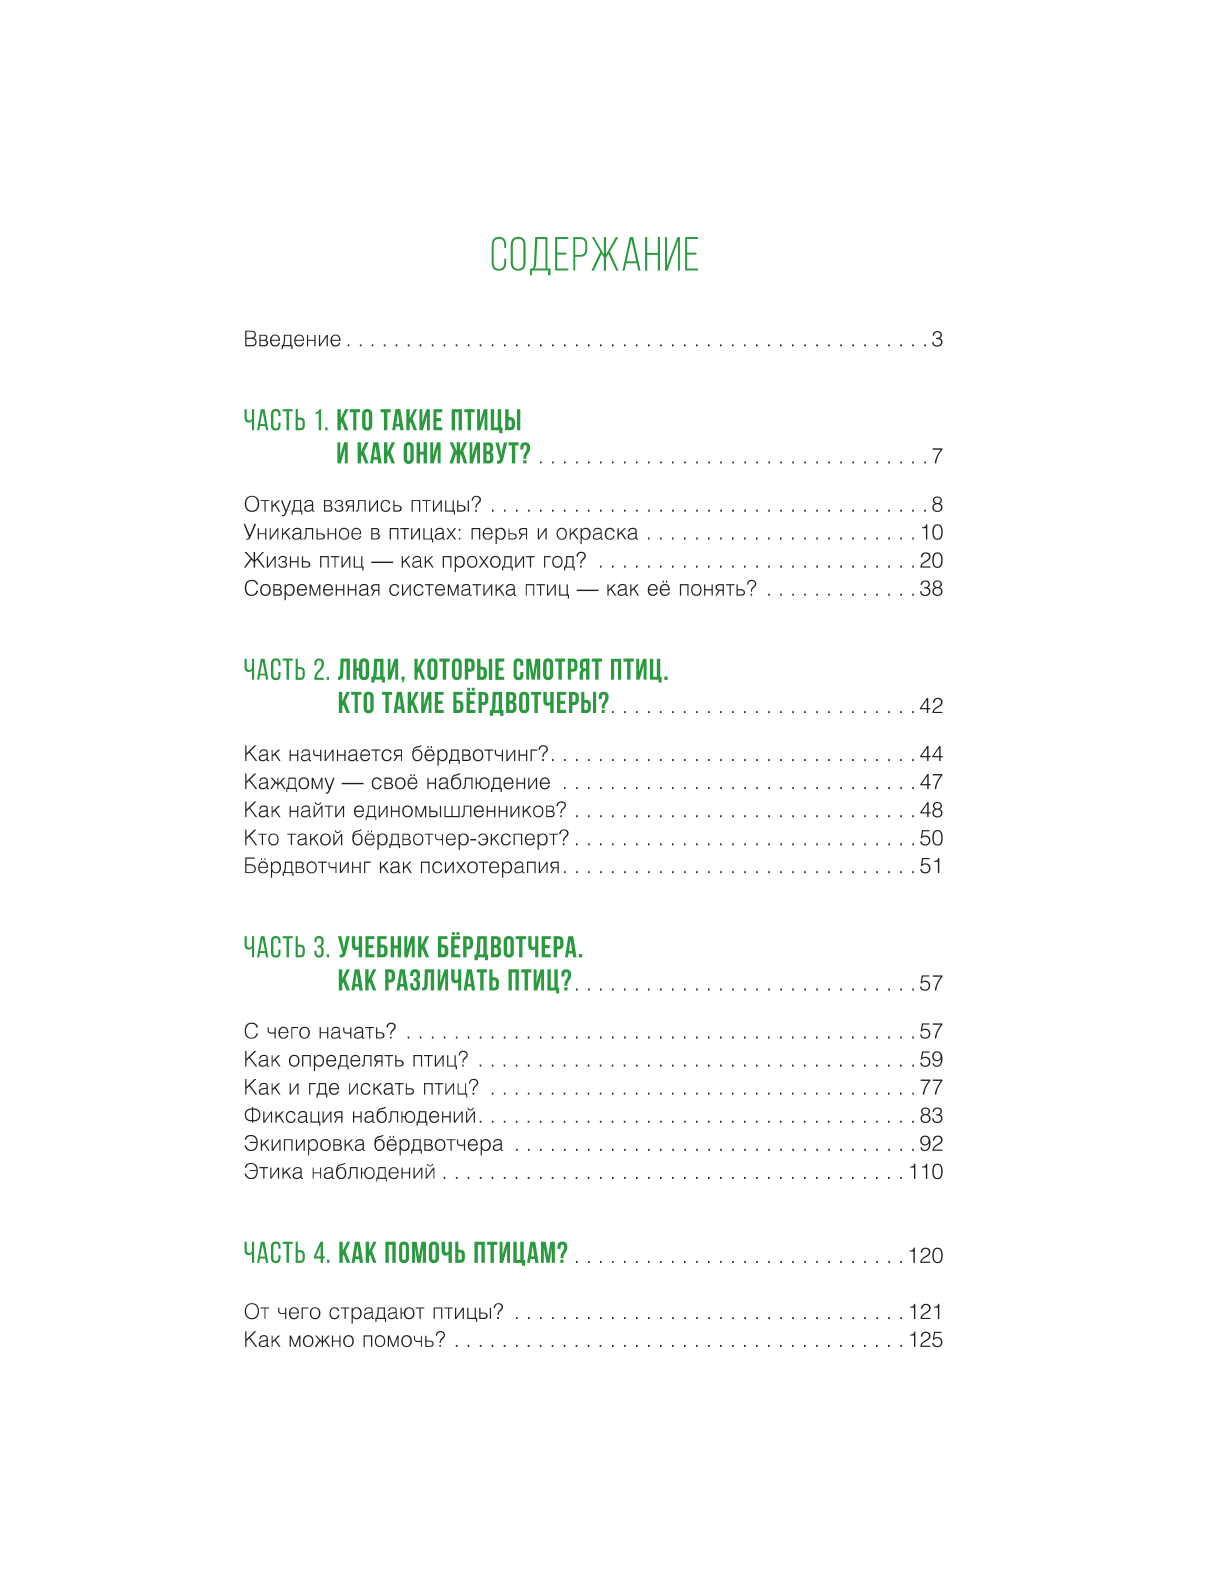 СОДЕРЖАНИЕ
Введение . . . . . . . . . . . . . . . . . . . . . . . . . . . . . . . . . . . . . . . . . . . . . . . . . 3
ЧАСТЬ 1. КТО ТАКИЕ ПТИЦЫ
И КАК ОНИ ЖИВУТ? . . . . . . . . . . . . . . . . . . . . . . . . . . . . . . . . . 7
Откуда взялись птицы? . . . . . . . . . . . . . . . . . . . . . . . . . . . . . . . . . . . . . 8
Уникальное в птицах: перья и окраска . . . . . . . . . . . . . . . . . . . . . . . 10
Жизнь птиц — как проходит год? . . . . . . . . . . . . . . . . . . . . . . . . . . . 20
Современная систематика птиц — как её понять? . . . . . . . . . . . . . 38
ЧАСТЬ 2. ЛЮДИ, КОТОРЫЕ СМОТРЯТ ПТИЦ.
КТО ТАКИЕ БЁРДВОТЧЕРЫ? . . . . . . . . . . . . . . . . . . . . . . . . . . 42
Как начинается бёрдвотчинг? . . . . . . . . . . . . . . . . . . . . . . . . . . . . . . . 44
Каждому — своё наблюдение . . . . . . . . . . . . . . . . . . . . . . . . . . . . . . 47
Как найти единомышленников? . . . . . . . . . . . . . . . . . . . . . . . . . . . . . 48
Кто такой бёрдвотчер-эксперт? . . . . . . . . . . . . . . . . . . . . . . . . . . . . . 50
Бёрдвотчинг как психотерапия . . . . . . . . . . . . . . . . . . . . . . . . . . . . . . 51
ЧАСТЬ 3. УЧЕБНИК БЁРДВОТЧЕРА.
КАК РАЗЛИЧАТЬ ПТИЦ? . . . . . . . . . . . . . . . . . . . . . . . . . . . . . 57
С чего начать? . . . . . . . . . . . . . . . . . . . . . . . . . . . . . . . . . . . . . . . . . . . 57
Как определять птиц? . . . . . . . . . . . . . . . . . . . . . . . . . . . . . . . . . . . . . 59
Как и где искать птиц? . . . . . . . . . . . . . . . . . . . . . . . . . . . . . . . . . . . . 77
Фиксация наблюдений . . . . . . . . . . . . . . . . . . . . . . . . . . . . . . . . . . . . . 83
Экипировка бёрдвотчера . . . . . . . . . . . . . . . . . . . . . . . . . . . . . . . . . . 92
Этика наблюдений . . . . . . . . . . . . . . . . . . . . . . . . . . . . . . . . . . . . . . . 110
ЧАСТЬ 4. КАК ПОМОЧЬ ПТИЦАМ? . . . . . . . . . . . . . . . . . . . . . . . . . . . . 120
От чего страдают птицы? . . . . . . . . . . . . . . . . . . . . . . . . . . . . . . . . . 121
Как можно помочь? . . . . . . . . . . . . . . . . . . . . . . . . . . . . . . . . . . . . . . 125